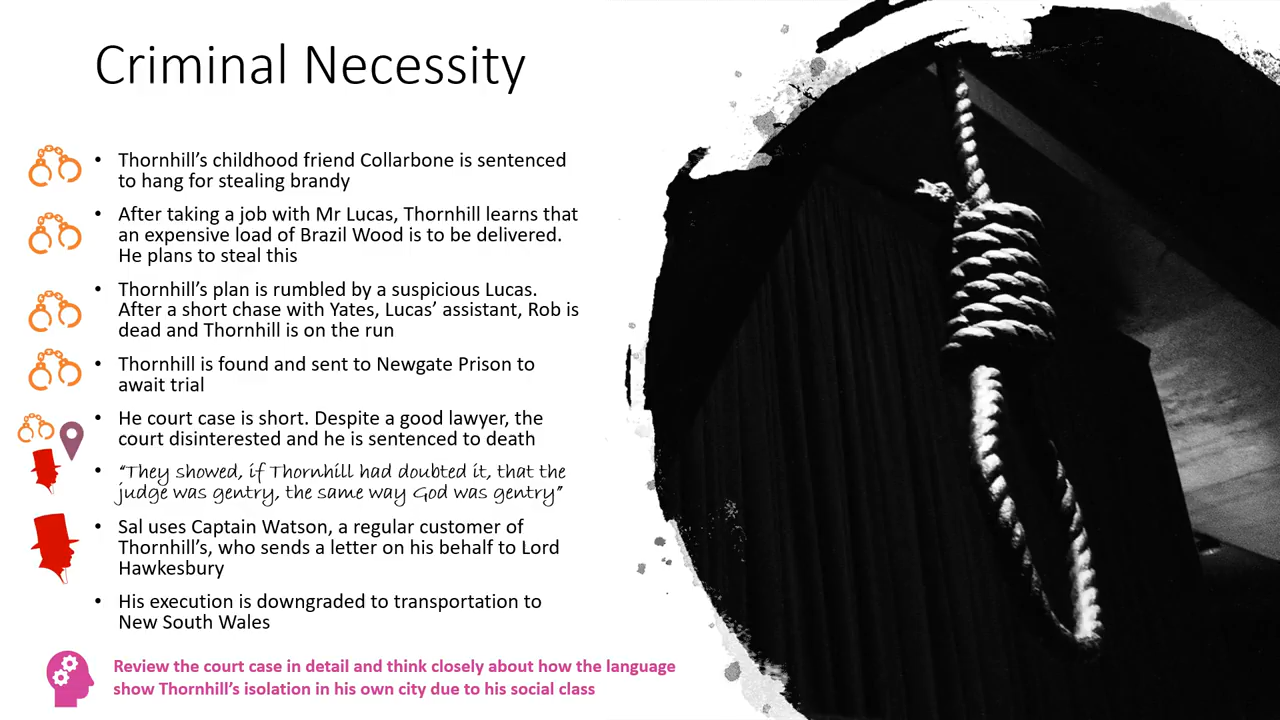 Criminal Necessity
• Thornhill’s childhood friend Collarbone is sentenced
to hang for stealing brandy
• After taking a job with Mr Lucas, Thornhill learns that
an expensive load of Brazil Wood is to be delivered.
He plans to steal this
• Thornhill’s plan is rumbled by a suspicious Lucas.
After a short chase with Yates, Lucas’ assistant, Rob is
dead and Thornhill is on the run
• Thornhill is found and sent to Newgate Prison to
await trial
• He court case is short. Despite a good lawyer, the
court disinterested and he is sentenced to death
• “They showed, if Thornhill had doubted it, that the
judge was gentry, the same way God was gentry”
• Sal uses Captain Watson, a regular customer of
Thornhill’s, who sends a letter on his behalf to Lord
Hawkesbury
• His execution is downgraded to transportation to
New South Wales
Review the court case in detail and think closely about how the language
show Thornhill’s isolation in his own city due to his social class